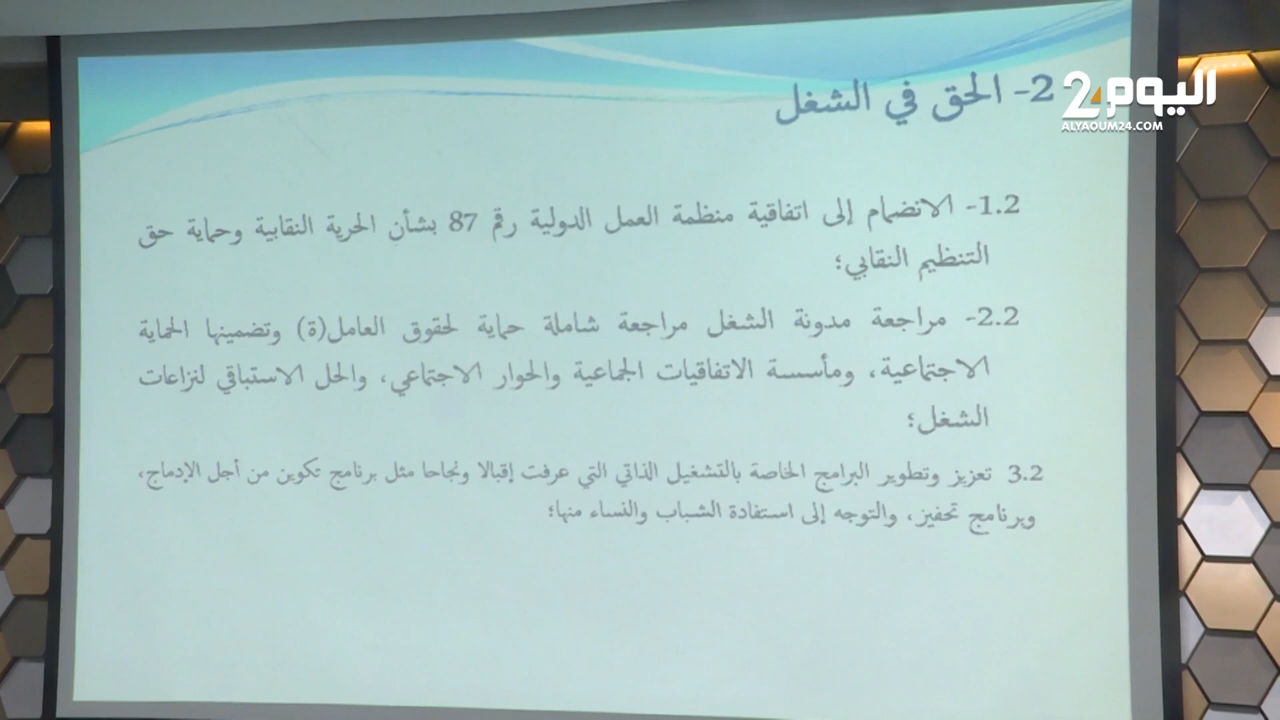 اليوم24
ALYAOUM24.COM
2- الحق في الشغل
1.2- الانضمام إلى اتفاقية منظمة العمل الدولية رقم 87 بشأن الحرية النقابية وحماية حق
التنظيم النقابي؛
2.2- مراجعة مدونة الشغل مراجعة شاملة حماية لحقوق العامل(ة) وتضمينها الحماية
الاجتماعية، ومأسسة الاتفاقيات الجماعية والحوار الاجتماعي، والحل الاستباقي لنزاعات
الشغل؛
3.2 تعزيز وتطوير البرامج الخاصة بالتشغيل الذاتي التي عرفت إقبالا ونجاحا مثل برنامج تكوين من أجل الإدماج،
وبرنامج تحفيز، والتوجه إلى استفادة الشباب والنساء منها؛